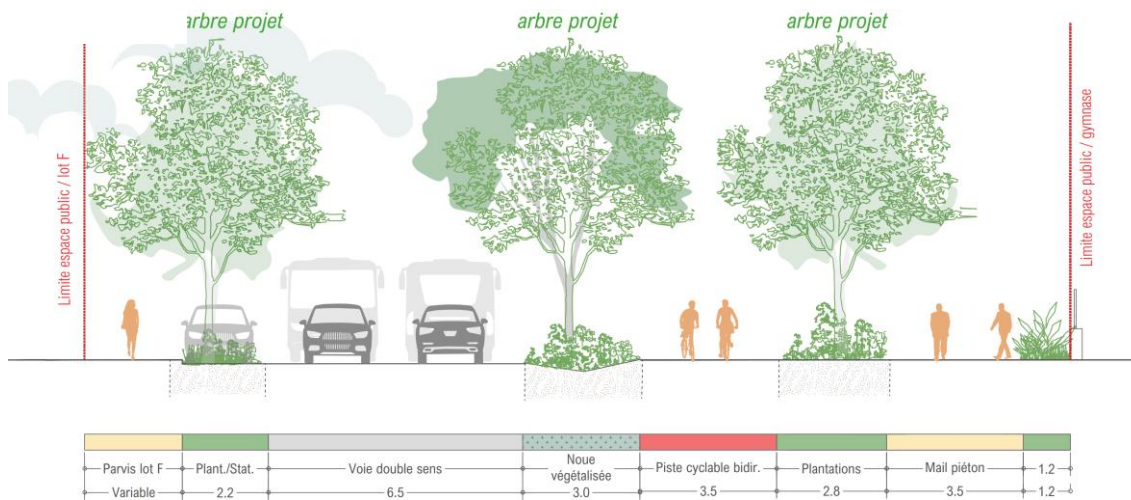 arbre projet
arbre projet
arbre projet
Limite espace public / lot F
Limite espace public / gymnase
Parvis lot F
Plant./Stat.
Voie double sens
Noue
végétalisée
Piste cyclable bidir.
Plantations
Mail piéton
1.2
Variable
2.2
6.5
3.0
3.5
2.8
3.5
1.2